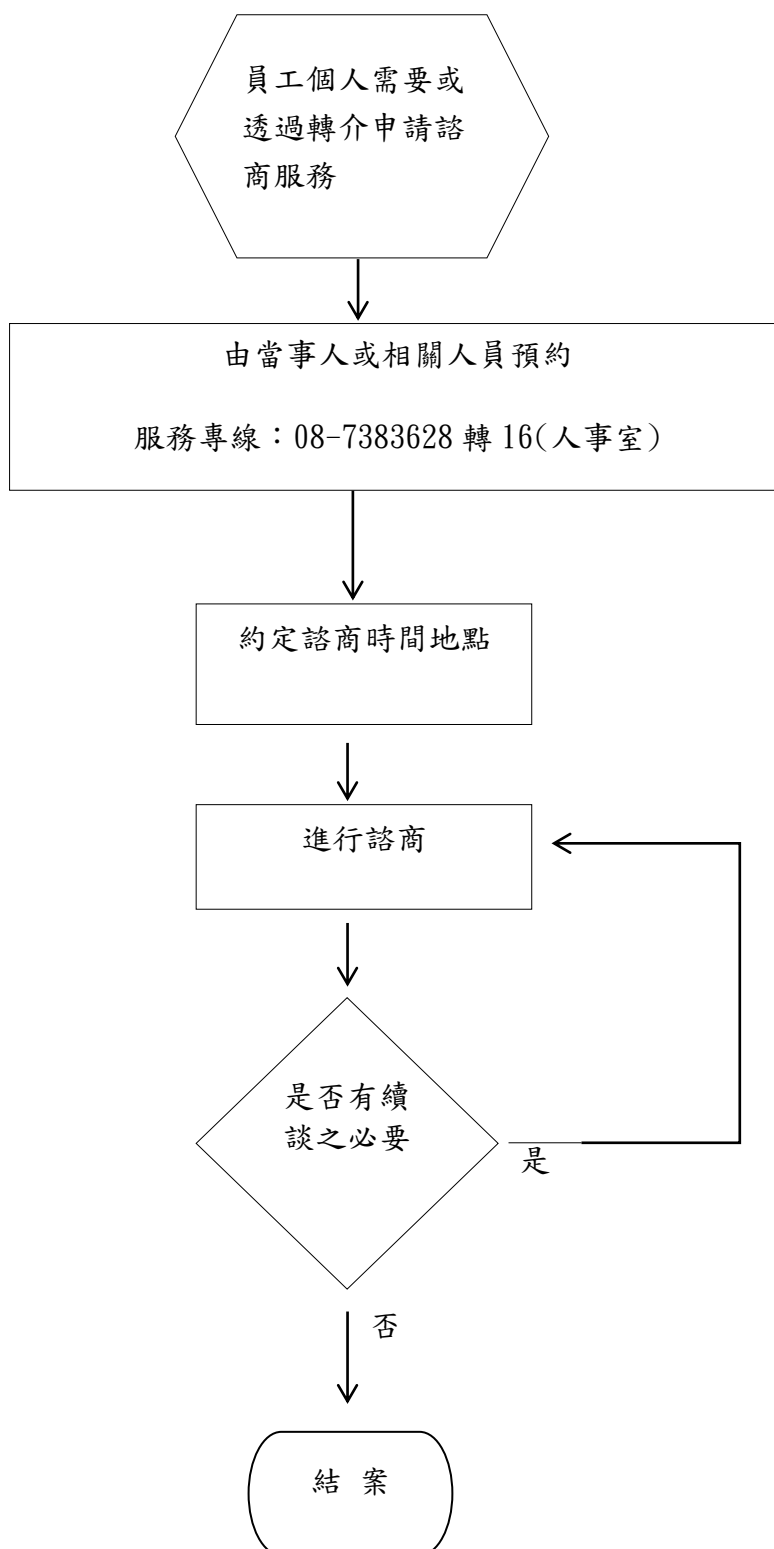 員工個人需要或
透過轉介申請諮
商服務
由當事人或相關人員預約
服務專線：08-7383628 轉 16(人事室)
約定諮商時間地點
進行諮商
是否有續
談之必要
是
否
結 案